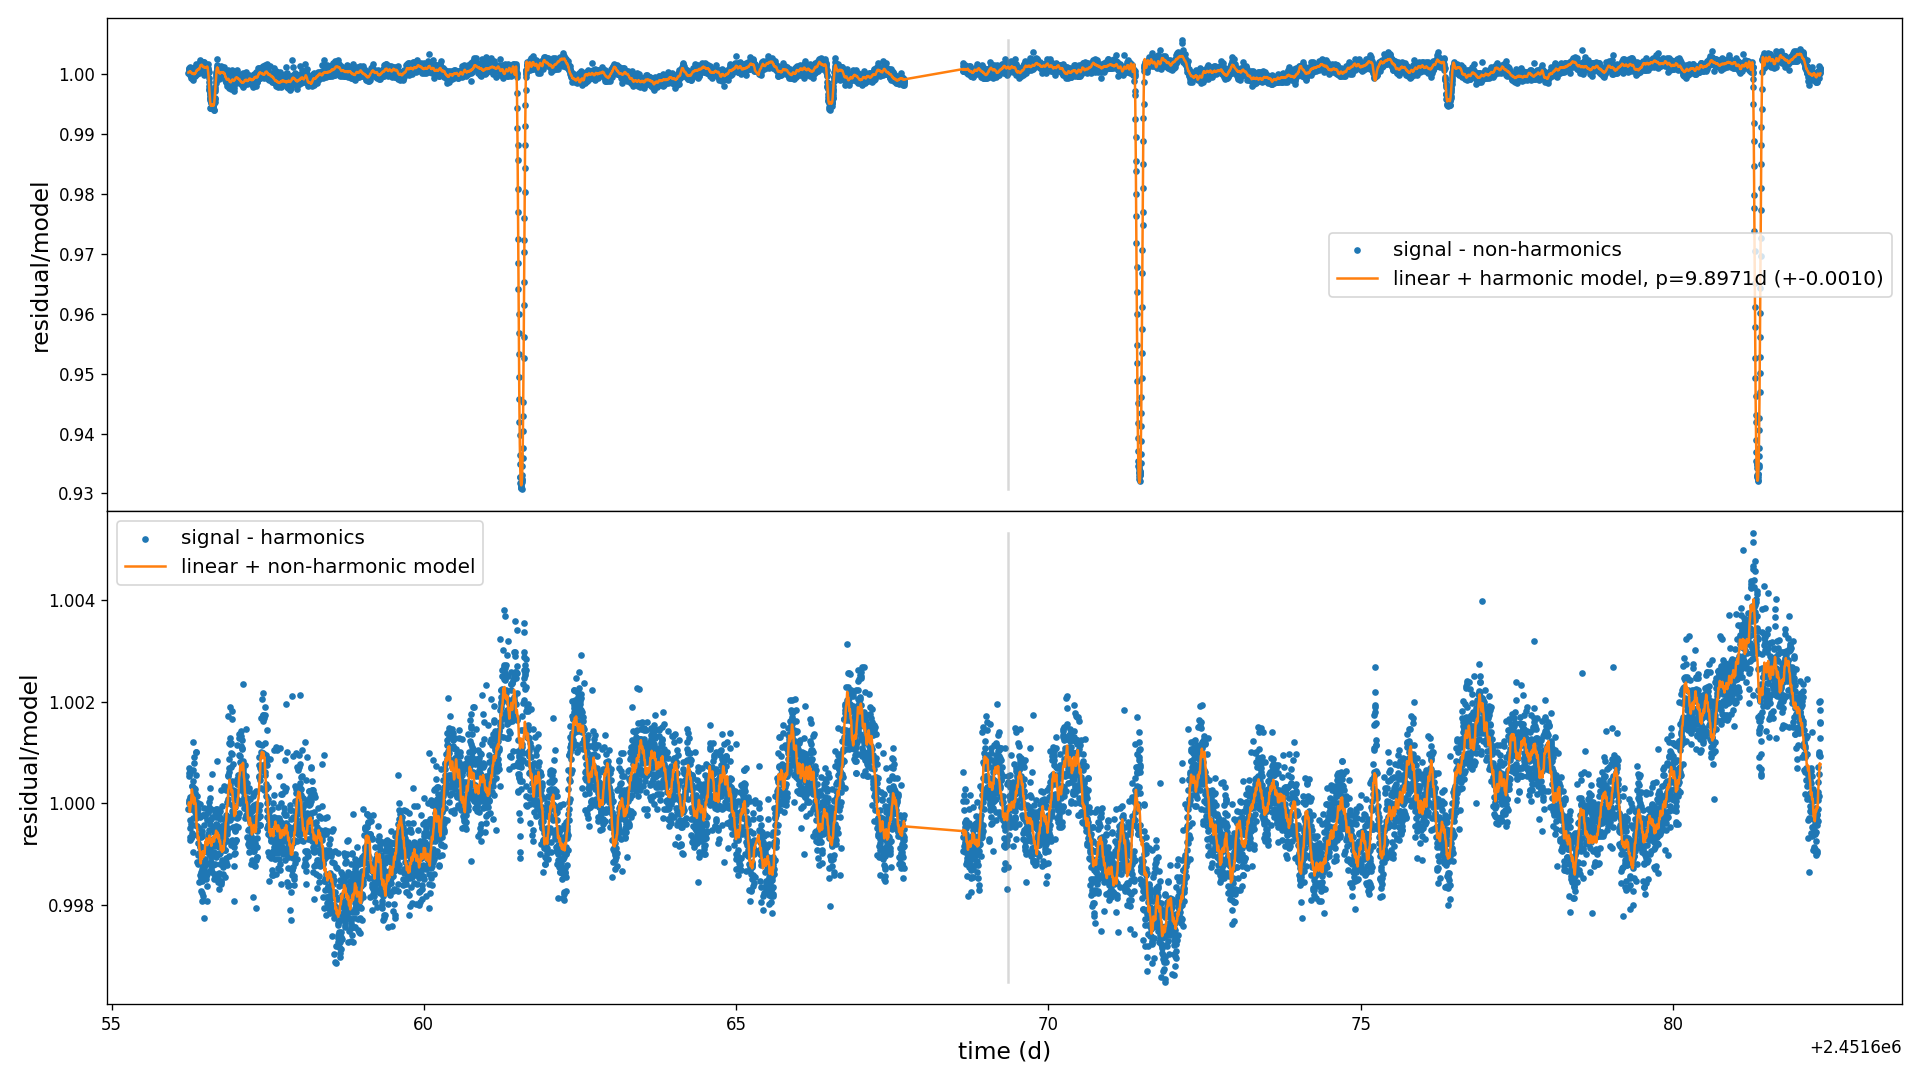 1.00
0.99
0.98
0.97
0.96
0.95
0.94
0.93
residual/model
signal - non-harmonics
linear + harmonic model, p=9.8971d (+-0.0010)
signal - harmonics
linear + non-harmonic model
1.004
1.002
1.000
0.998
residual/model
55 60 65 70 75 80
time (d)
+2.4516e6